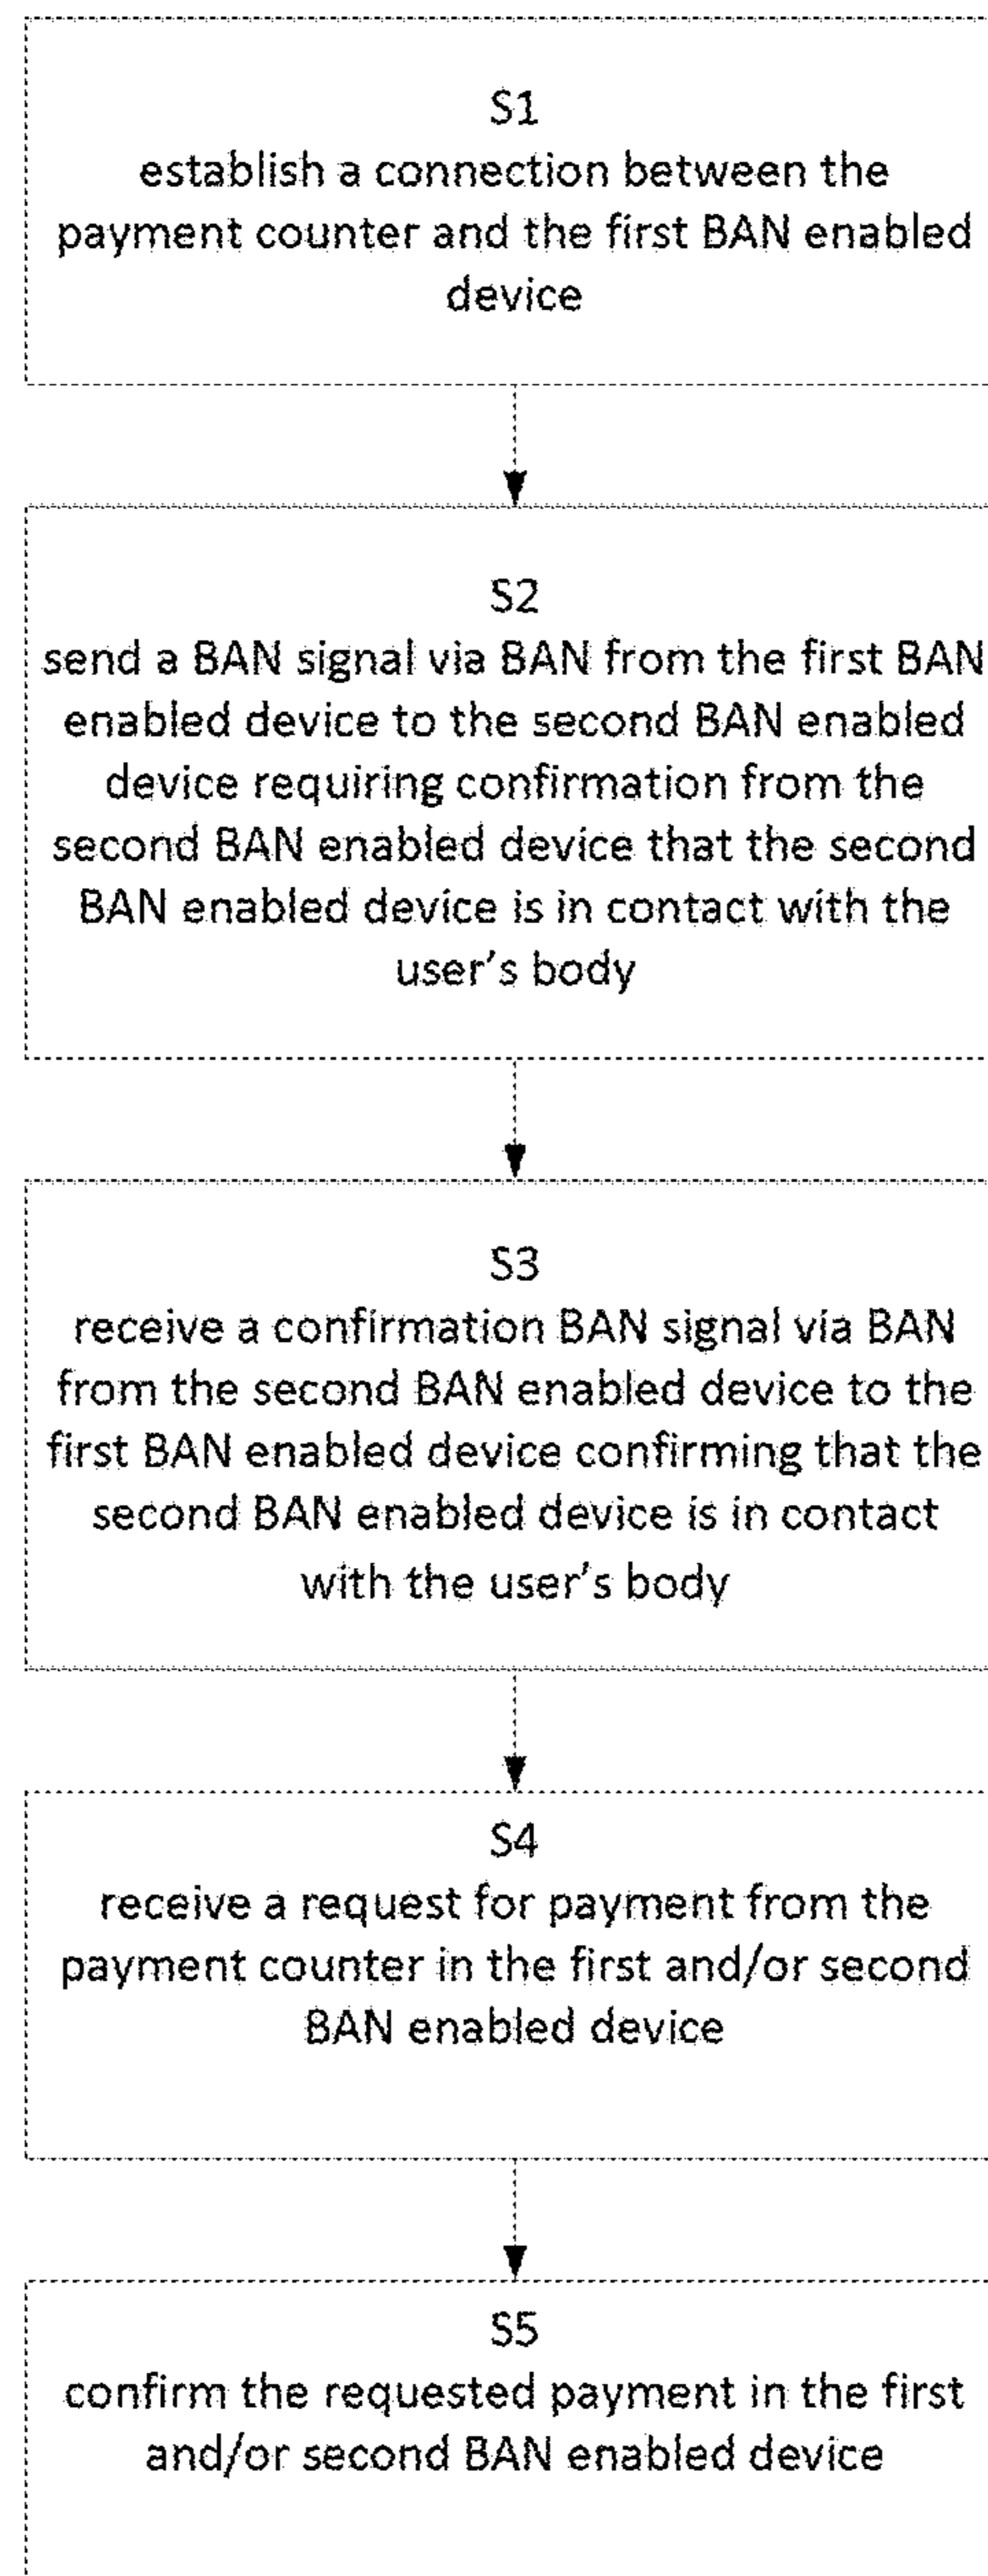 S1
establish a connection between the
payment counter and the first BAN enabled
device
S2
send a BAN signal via BAN from the first BAN
enabled device to the second BAN enabled
device requiring confirmation from the
second BAN enabled device that the second
BAN enabled device is in contact with the
user's body
S3
receive a confirmation BAN signal via BAN
from the second BAN enabled device to the
first BAN enabled device confirming that the
second BAN enabled device is in contact
with the user's body
S4
receive a request for payment from the
payment counter in the first and/or second
BAN enabled device
S5
confirm the requested payment in the first
and/or second BAN enabled device